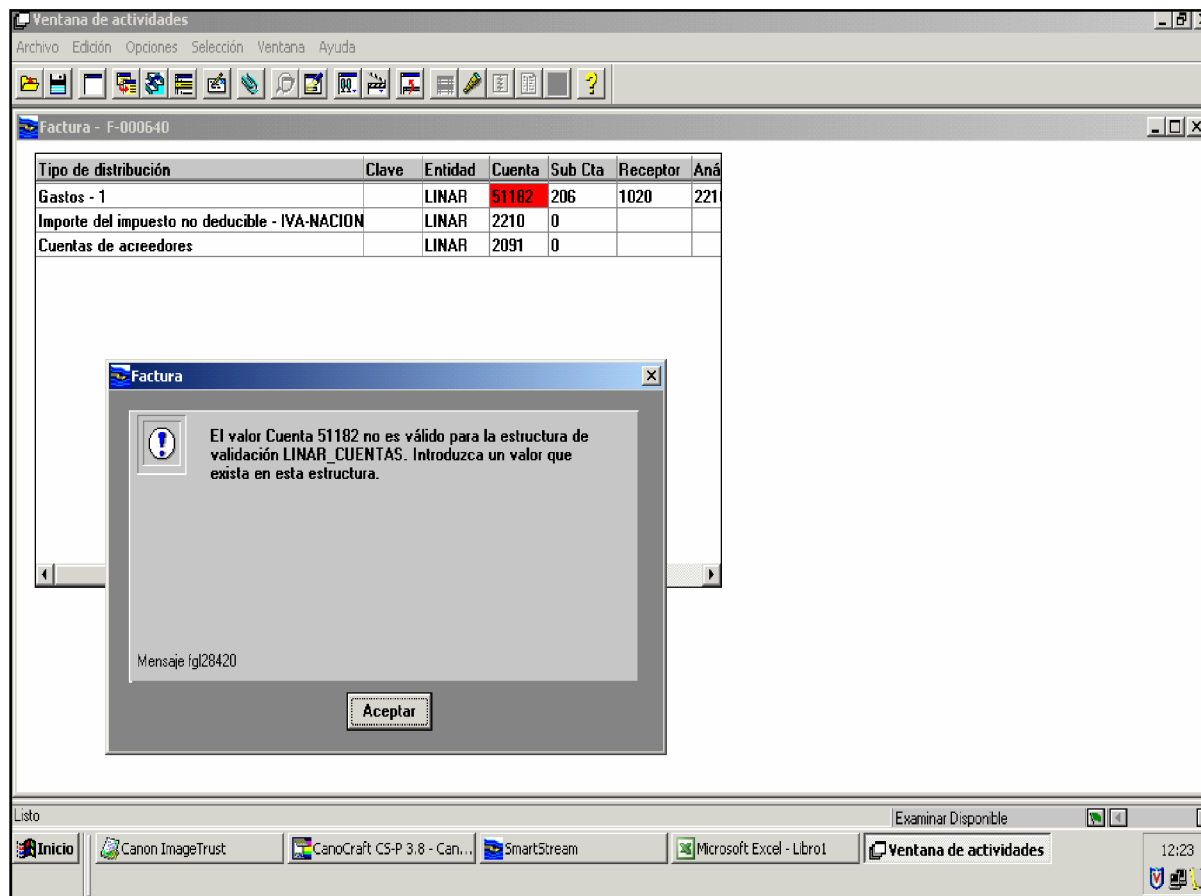 Ventana de actividades
Archivo Edición Opciones Selección Ventana Ayuda
Factura - F-000640
Tipo de distribución Clave Entidad Cuenta Sub Cta Receptor Aná
Gastos - 1 LINAR 51182 206 1020 221
Importe del impuesto no deducible - IVA-NACION LINAR 2210 0
Cuentas de acreedores LINAR 2091 0
Factura
El valor Cuenta 51182 no es válido para la estructura de
validación LINAR_CUENTAS. Introduzca un valor que
exista en esta estructura.
Mensaje fgl28420
Aceptar
Listo Examinar Disponible
Inicio Canon ImageTrust CanoCraft CS-P 3.8 - Can... SmartStream Microsoft Excel - Libro1 Ventana de actividades 12:23